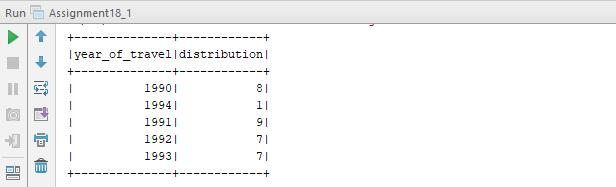 Run Assignment18_1
+--------------+------------+
|year_of_travel|distribution|
+--------------+------------+
|          1990|           8|
|          1994|           1|
|          1991|           9|
|          1992|           7|
|          1993|           7|
+--------------+------------+